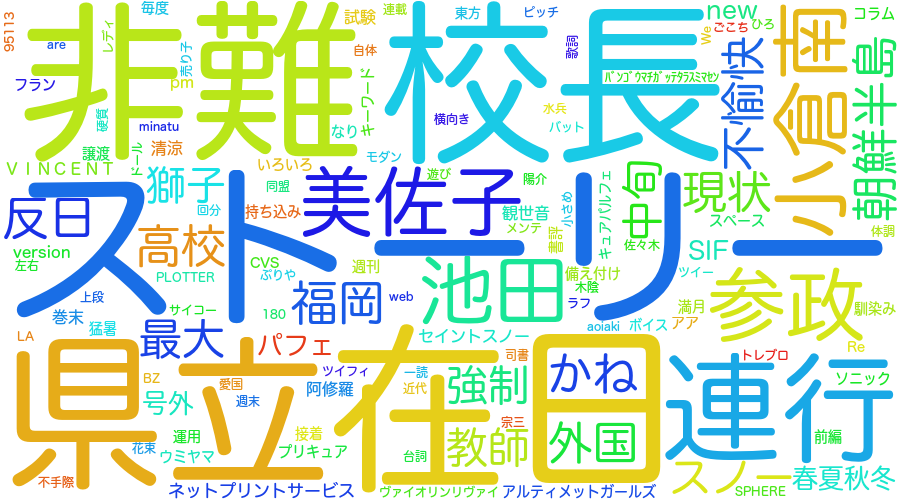 非難
校長
ストーリー
県立
在日
連行
美佐子
池田
参政
小倉南
朝鮮半島
不愉快
現状
反日
高校
獅子
福岡
最大
パフェ
号外
阿修羅
強制
教師
かね
外国
スノー
春夏秋冬
中旬
SIF
new
95113
are
レディ
毎度
売り子
pm
フラン
硬質
minatu
譲渡
清涼
ドール
VINCENT
試験
連載
自体
キーワード
なり
モダン
いろいろ
同盟
回分
持ち込み
東方
ピッチ
歌詞
横向き
水兵
バット
遊び
陽介
観世音
メンテ
書評
小さめ
キュアパルフェ
佐々木
We
ごこち
ひろ
コラム
ﾊﾟﾝｺﾞｳﾏﾁｶﾞｯﾃﾗｽﾐﾏｾﾝ
スペース
体調
version
左右
PLOTTER
CVS
ぶりや
週刊
上段
巻末
猛暑
サイコー
180
web
備え付け
木陰
ラフ
ツイー
満月
馴染み
aoiaki
ボイス
アア
Re
セイントスノー
LA
BZ
愛国
週末
ツイフィ
一読
近代
司書
トレプロ
ソニック
花束
運用
ウミヤマ
接着
プリキュア
台詞
宗三
前編
不手際
ネットプリントサービス
ヴァイオリンリヴァイ
アルティメットガールズ
SPHERE